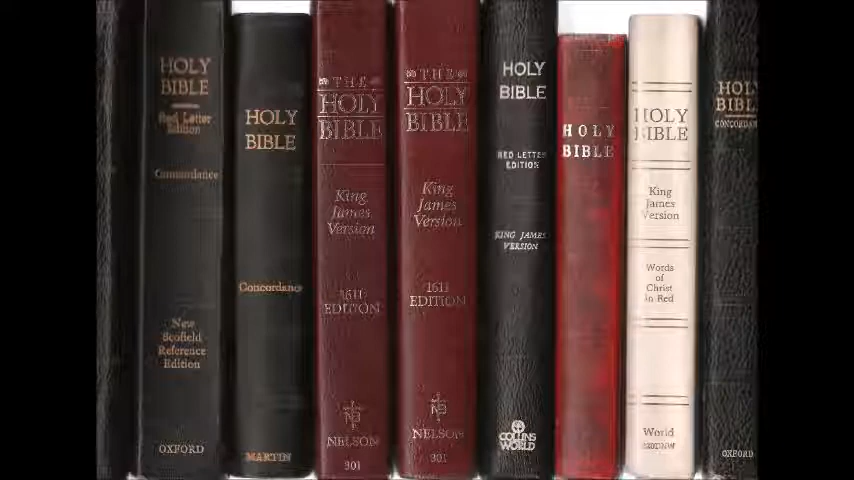 HOLY
BIBLE
Red Letter
Edition
Concordance
New
Scofield
Reference
Edition
OXFORD
HOLY
BIBLE
Concordance
MARTIN
THE
HOLY
BIBLE
King
James
Version
1611
EDITION
NELSON
301
THE
HOLY
BIBLE
King
James
Version
1611
EDITION
NELSON
301
HOLY
BIBLE
RED LETTER
EDITION
KING JAMES
VERSION
COLLINS
WORLD
HOLY
BIBLE
HOLY
BIBLE
King
James
Version
Words
of
Christ
in Red
World
HOLY
BIBLE
CONCORDAN
OXFORD